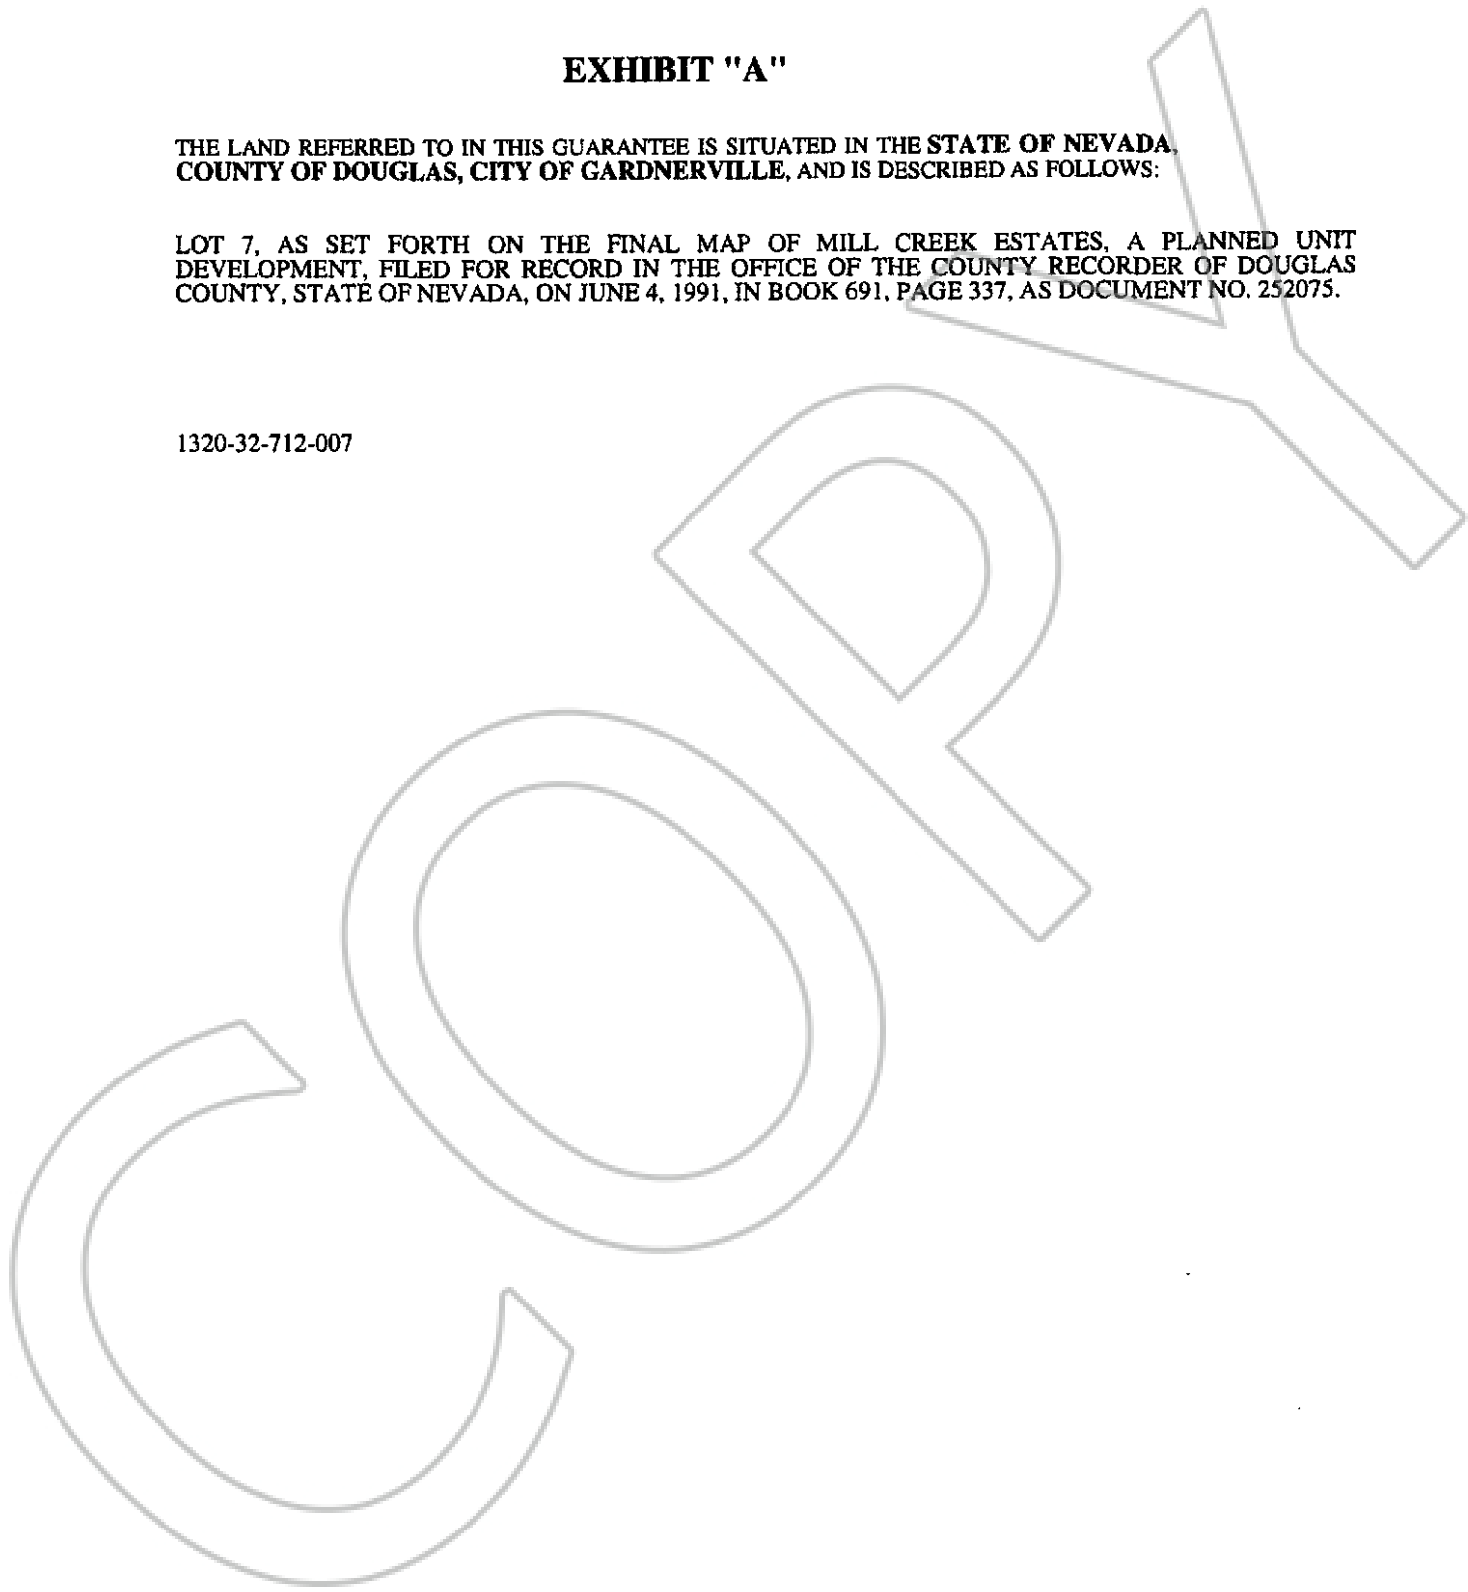 EXHIBIT "A"
THE LAND REFERRED TO IN THIS GUARANTEE IS SITUATED IN THE STATE OF NEVADA,
COUNTY OF DOUGLAS, CITY OF GARDNERVILLE, AND IS DESCRIBED AS FOLLOWS:
LOT 7, AS SET FORTH ON THE FINAL MAP OF MILL CREEK ESTATES, A PLANNED UNIT
DEVELOPMENT, FILED FOR RECORD IN THE OFFICE OF THE COUNTY RECORDER OF DOUGLAS
COUNTY, STATE OF NEVADA, ON JUNE 4, 1991, IN BOOK 691, PAGE 337, AS DOCUMENT NO. 252075.
1320-32-712-007
COPY